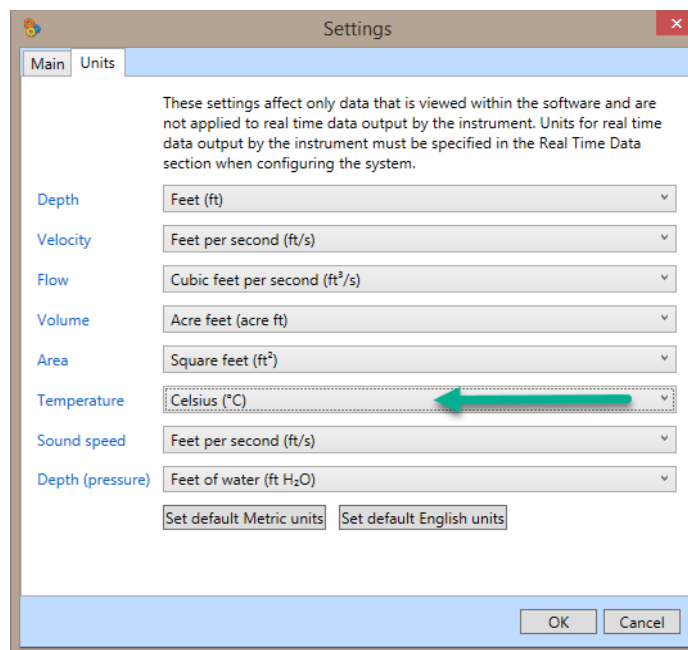 Settings
Main Units
These settings affect only data that is viewed within the software and are
not applied to real time data output by the instrument. Units for real time
data output by the instrument must be specified in the Real Time Data
section when configuring the system.
Depth Feet (ft)
Velocity Feet per second (ft/s)
Flow Cubic feet per second (ft³/s)
Volume Acre feet (acre ft)
Area Square feet (ft²)
Temperature Celsius (°C)
Sound speed Feet per second (ft/s)
Depth (pressure) Feet of water (ft H₂O)
Set default Metric units Set default English units
OK Cancel